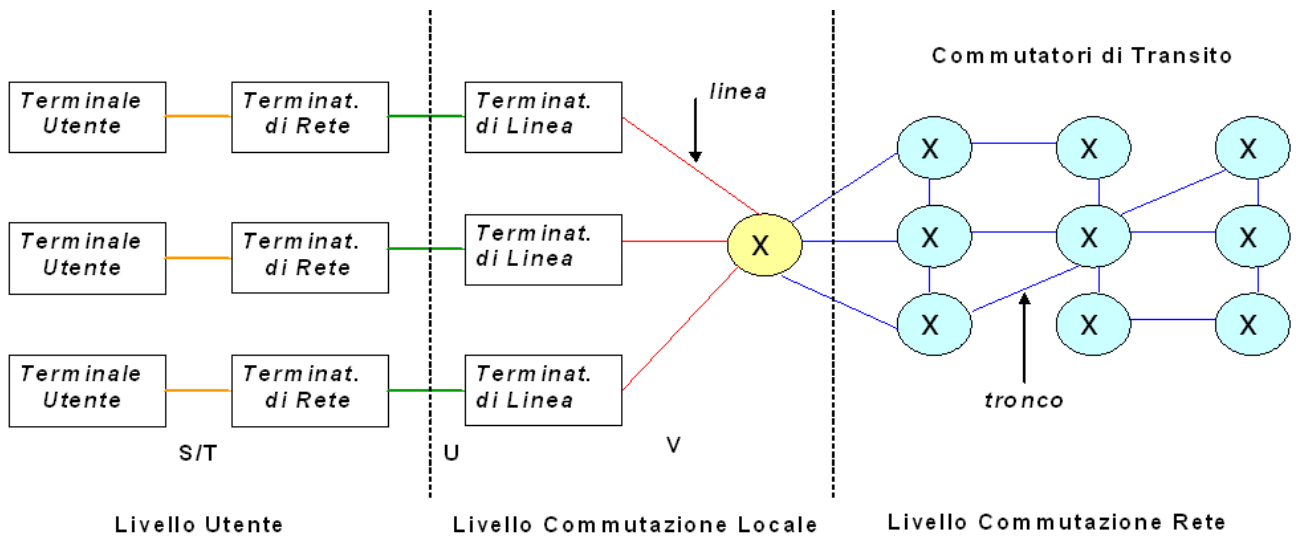 Commutatori di Transito
Terminale
Utente
Terminat.
di Rete
Terminat.
di Linea
linea
X
X
X
Terminale
Utente
Terminat.
di Rete
Terminat.
di Linea
X
X
X
X
Terminale
Utente
Terminat.
di Rete
Terminat.
di Linea
X
X
X
tronco
S/T
U
V
Livello Utente
Livello Commutazione Locale
Livello Commutazione Rete